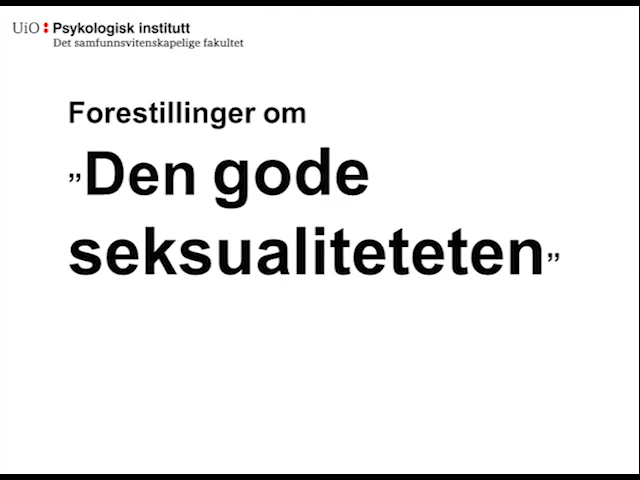 UiO: Psykologisk institutt
Det samfunnsvitenskapelige fakultet
Forestillinger om
”Den gode
seksualiteteten”